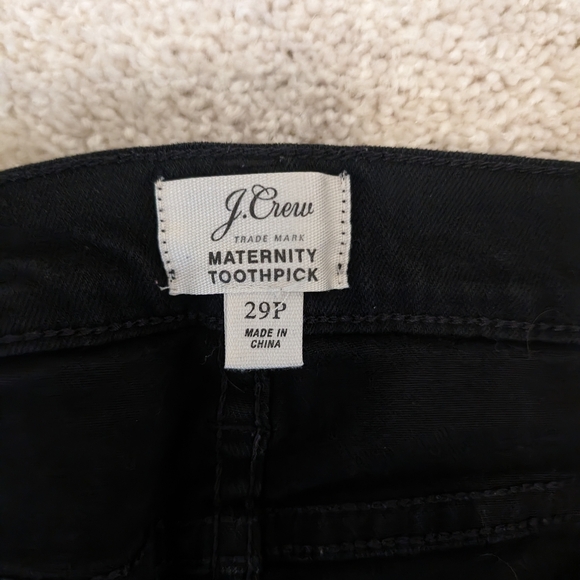 J.Crew
TRADE MARK
MATERNITY
TOOTHPICK
29P
MADE IN
CHINA